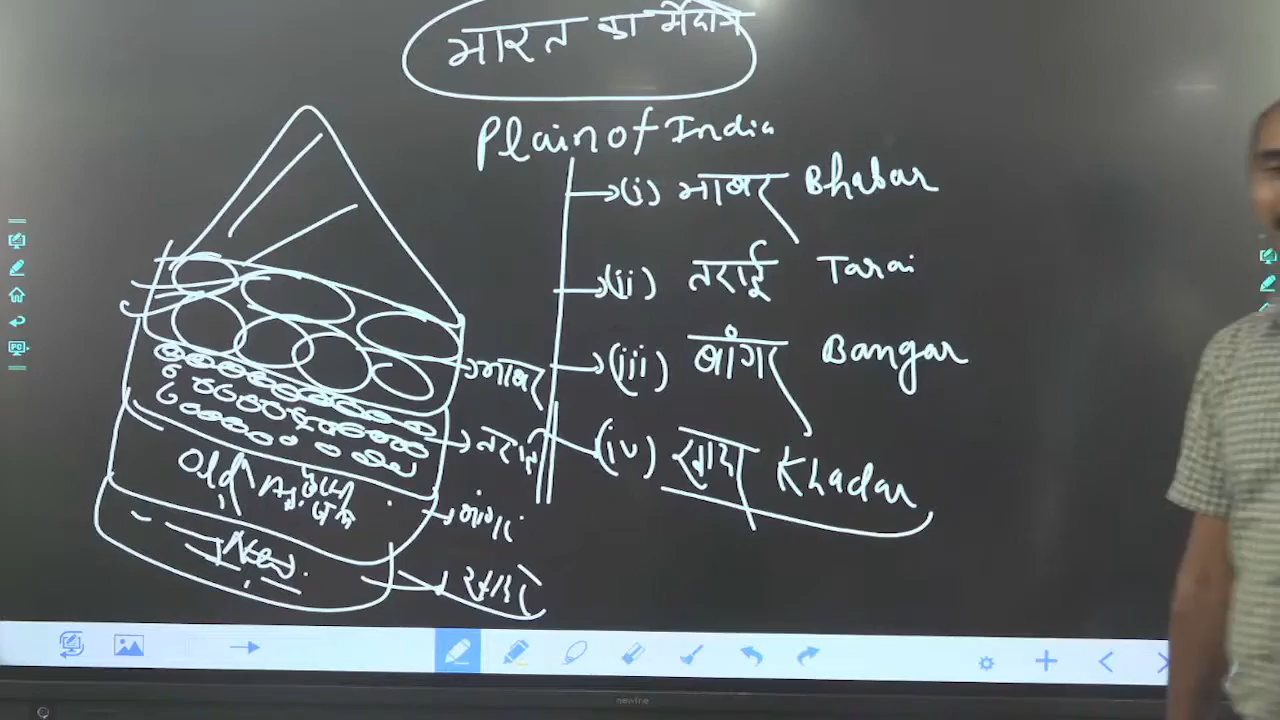 भारत का मैदान
Plain of India
(i) भाबर Bhabar
(ii) तराई Tarai
(iii) बांगर Bangar
(iv) खादर Khadar
भाबर
तराई
Old
बांगर
New
खादर
newline